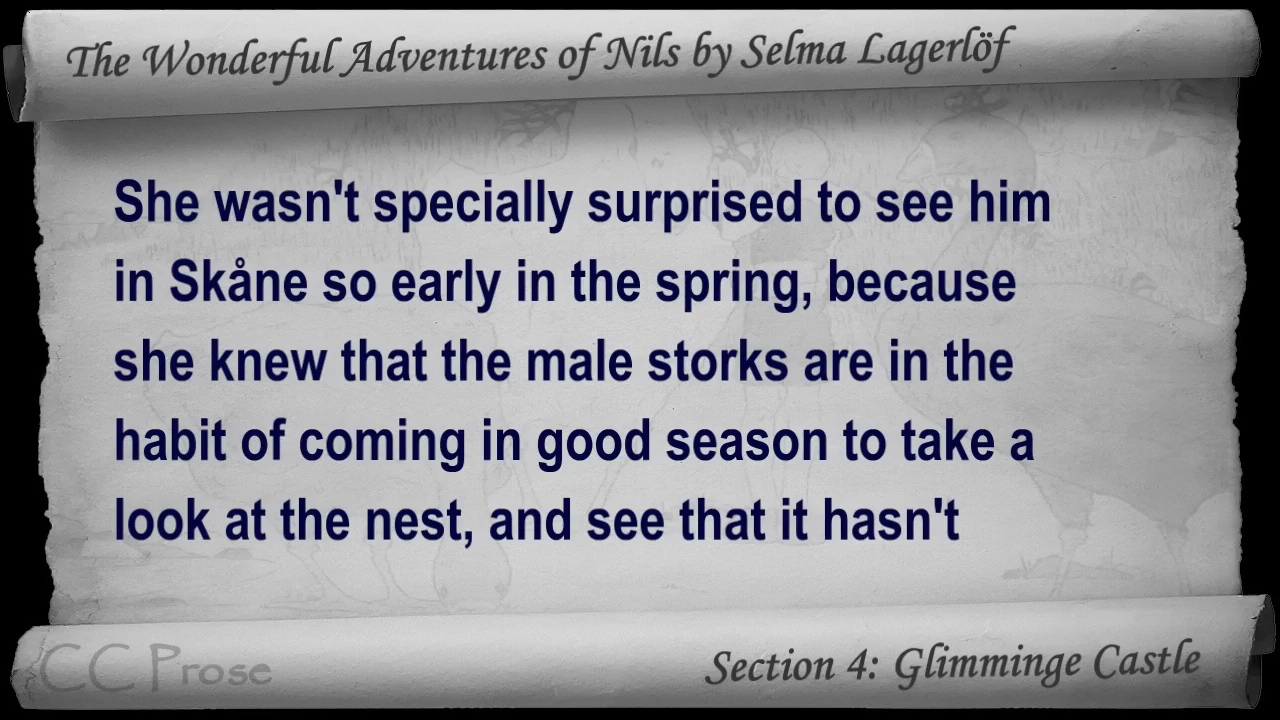 The Wonderful Adventures of Nils by Selma Lagerlöf
She wasn't specially surprised to see him
in Skåne so early in the spring, because
she knew that the male storks are in the
habit of coming in good season to take a
look at the nest, and see that it hasn't
CC Prose
Section 4: Glimminge Castle